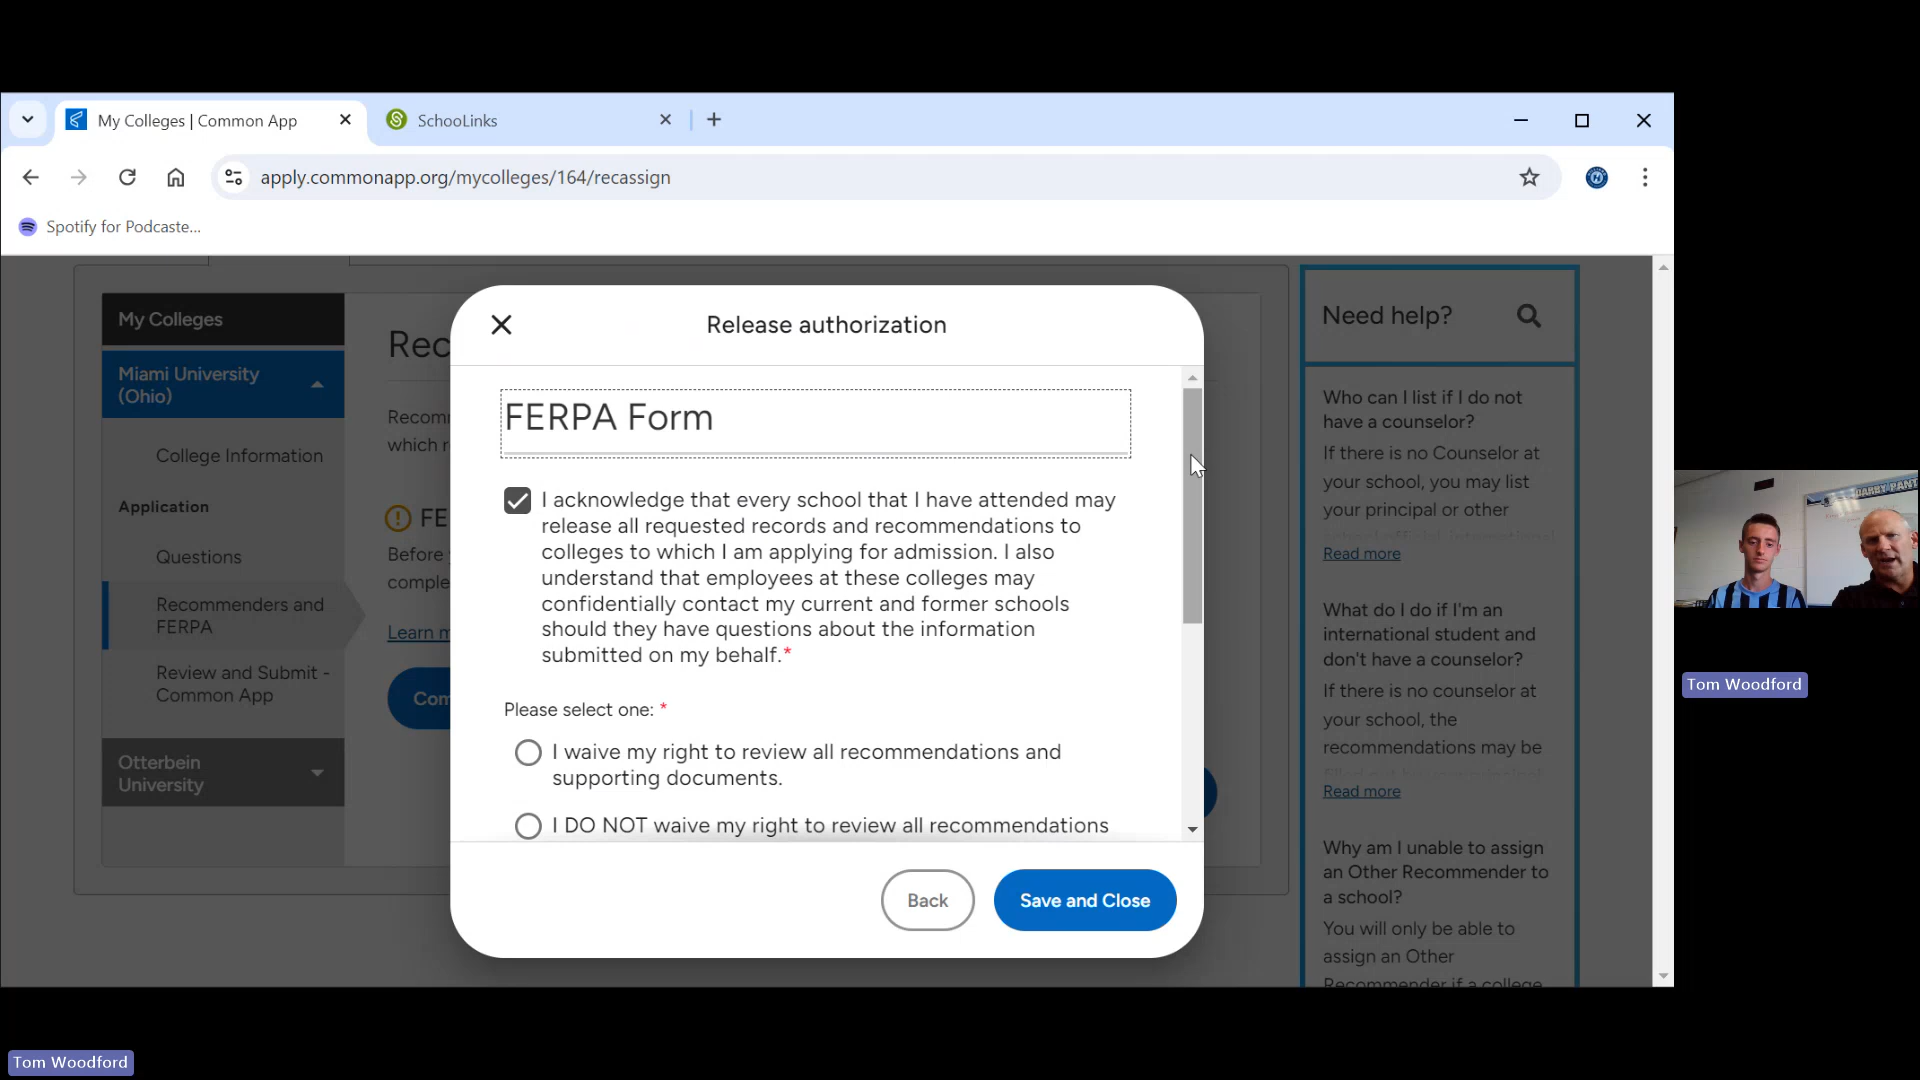 My Colleges | Common App
SchooLinks
apply.commonapp.org/mycolleges/164/recassign
Spotify for Podcaste...
My Colleges
Miami University
(Ohio)
College Information
Application
Questions
Recommenders and
FERPA
Review and Submit -
Common App
Otterbein
University
Rec
Recom
which r
FE
Before
comple
Learn m
Com
Release authorization
FERPA Form
I acknowledge that every school that I have attended may
release all requested records and recommendations to
colleges to which I am applying for admission. I also
understand that employees at these colleges may
confidentially contact my current and former schools
should they have questions about the information
submitted on my behalf.*
Please select one: *
I waive my right to review all recommendations and
supporting documents.
I DO NOT waive my right to review all recommendations
Back
Save and Close
Need help?
Who can I list if I do not
have a counselor?
If there is no Counselor at
your school, you may list
your principal or other
Read more
What do I do if I'm an
international student and
don't have a counselor?
If there is no counselor at
your school, the
recommendations may be
Read more
Why am I unable to assign
an Other Recommender to
a school?
You will only be able to
assign an Other
Recommender if a college
DARBY PANT
Tom Woodford
Tom Woodford